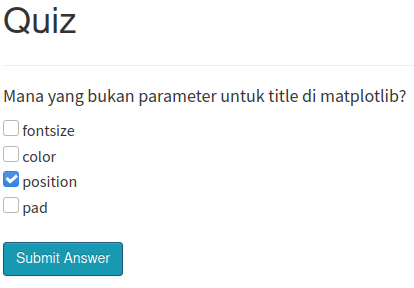 Quiz
Mana yang bukan parameter untuk title di matplotlib?
fontsize
color
position
pad
Submit Answer